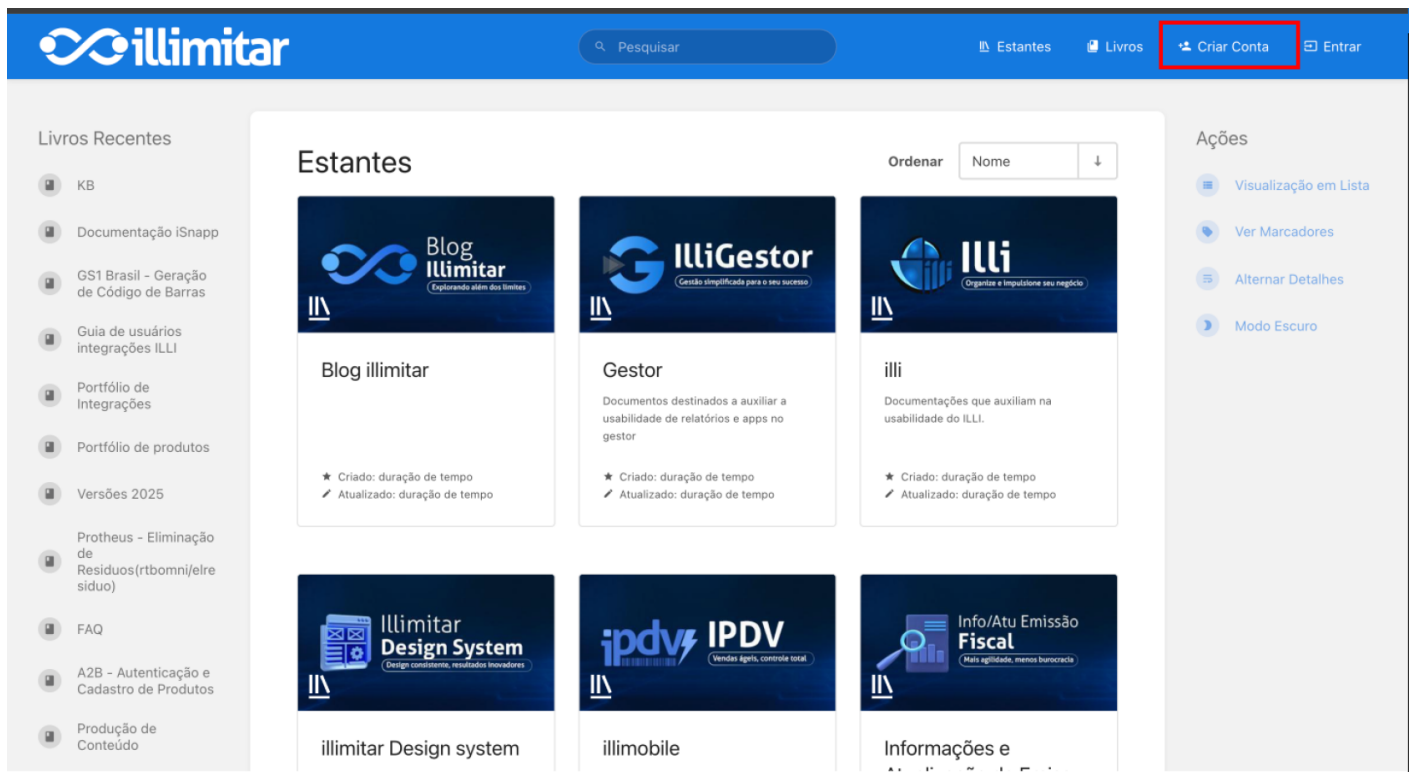 illimitar
Pesquisar
Estantes
Livros
Criar Conta
Entrar
Livros Recentes
KB
Documentação iSnapp
GS1 Brasil - Geração
de Código de Barras
Guia de usuários
integrações ILLI
Portfólio de
Integrações
Portfólio de produtos
Versões 2025
Protheus - Eliminação
de
Residuos(rtbomni/elre
siduo)
FAQ
A2B - Autenticação e
Cadastro de Produtos
Produção de
Conteúdo
Estantes
Ordenar
Nome
Blog
Illimitar
Explorando além dos limites
Blog illimitar
Criado: duração de tempo
Atualizado: duração de tempo
IlliGestor
Gestão simplificada para o seu sucesso
Gestor
Documentos destinados a auxiliar a
usabilidade de relatórios e apps no
gestor
Criado: duração de tempo
Atualizado: duração de tempo
illi
Illi
Organize e impulsione seu negócio
illi
Documentações que auxiliam na
usabilidade do ILLI.
Criado: duração de tempo
Atualizado: duração de tempo
Illimitar
Design System
Design consistente, resultados inovadores
illimitar Design system
ipdv
IPDV
Vendas ágeis, controle total
illimobile
Info/Atu Emissão
Fiscal
Mais agilidade, menos burocracia
Informações e
Ações
Visualização em Lista
Ver Marcadores
Alternar Detalhes
Modo Escuro